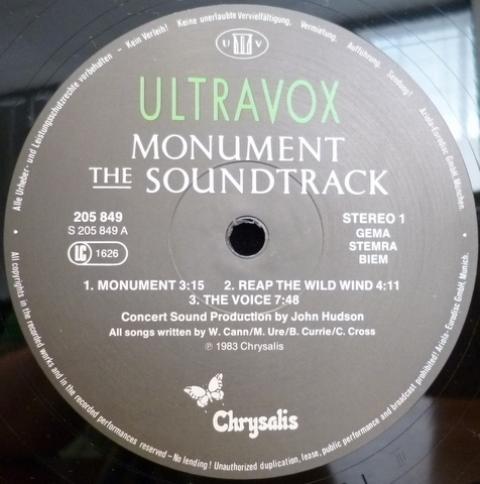 Alle Urheber- und Leistungsschutzrechte vorbehalten - Kein Verleih! Keine unerlaubte Vervielfältigung, Vermietung, Aufführung, Sendung! Ariola-Eurodisc GmbH, München.
U V
ULTRAVOX
MONUMENT
THE SOUNDTRACK
205 849
S 205 849 A
LC 1626
STEREO 1
GEMA
STEMRA
BIEM
1. MONUMENT 3:15 2. REAP THE WILD WIND 4:11
3. THE VOICE 7:48
Concert Sound Production by John Hudson
All songs written by W. Cann/M. Ure/B. Currie/C. Cross
℗ 1983 Chrysalis
Chrysalis
All copyrights in the recorded works and in the recorded performances reserved - No lending! Unauthorized duplication, lease, public performance and broadcast prohibited! Ariola-Eurodisc GmbH, Munich.